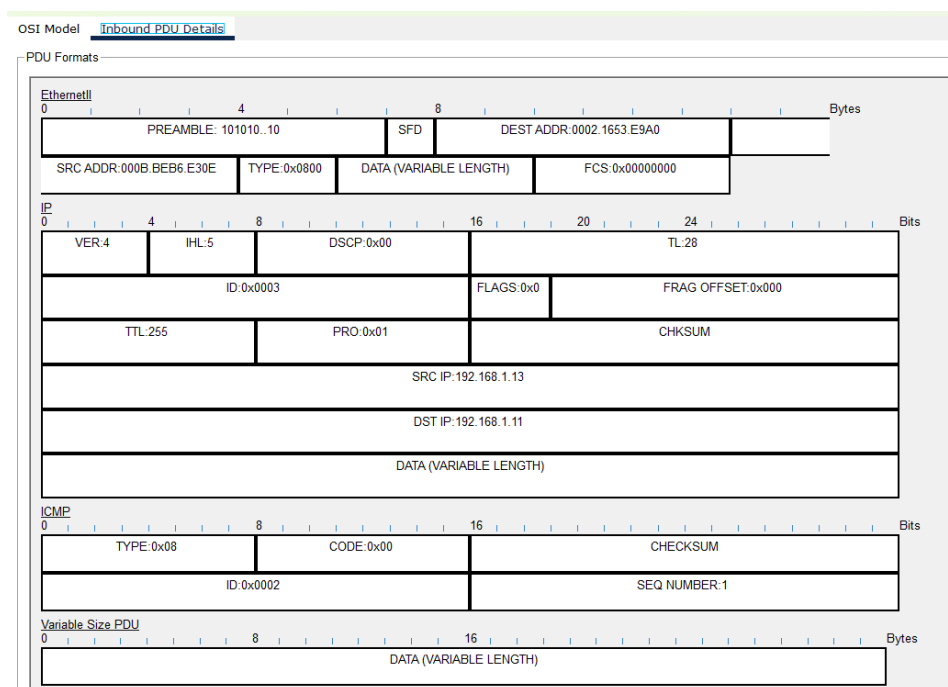 OSI Model Inbound PDU Details
PDU Formats
EthernetII
0 4 8 Bytes
PREAMBLE: 101010..10 SFD DEST ADDR:0002.1653.E9A0
SRC ADDR:000B.BEB6.E30E TYPE:0x0800 DATA (VARIABLE LENGTH) FCS:0x00000000
IP
0 4 8 16 20 24 Bits
VER:4 IHL:5 DSCP:0x00 TL:28
ID:0x0003 FLAGS:0x0 FRAG OFFSET:0x000
TTL:255 PRO:0x01 CHKSUM
SRC IP:192.168.1.13
DST IP:192.168.1.11
DATA (VARIABLE LENGTH)
ICMP
0 8 16 Bits
TYPE:0x08 CODE:0x00 CHECKSUM
ID:0x0002 SEQ NUMBER:1
Variable Size PDU
0 8 16 Bytes
DATA (VARIABLE LENGTH)